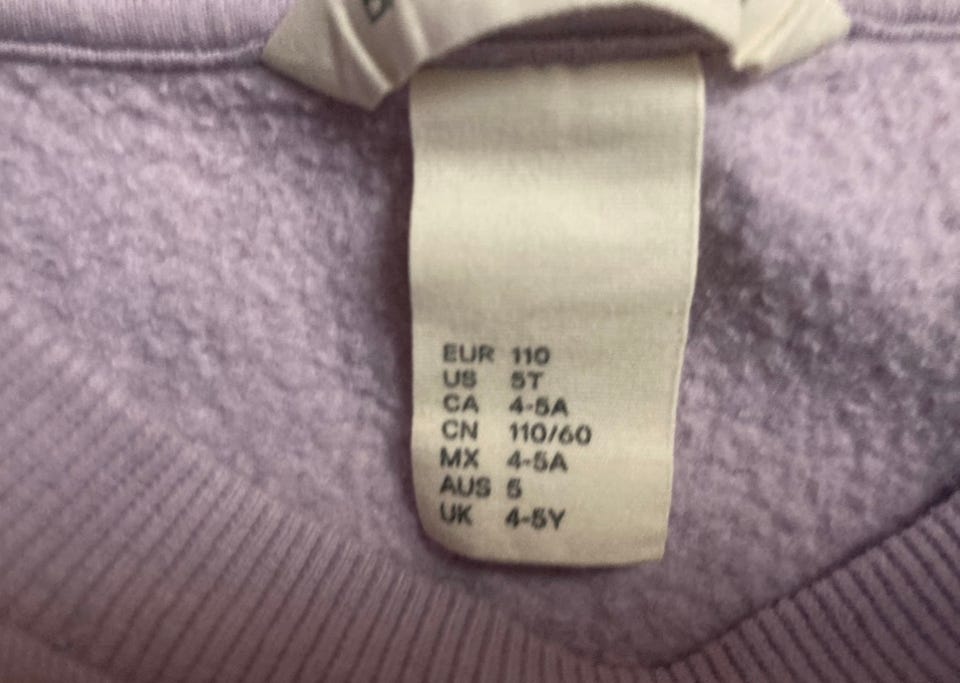 EUR 110
US 5T
CA 4-5A
CN 110/60
MX 4-5A
AUS 5
UK 4-5Y